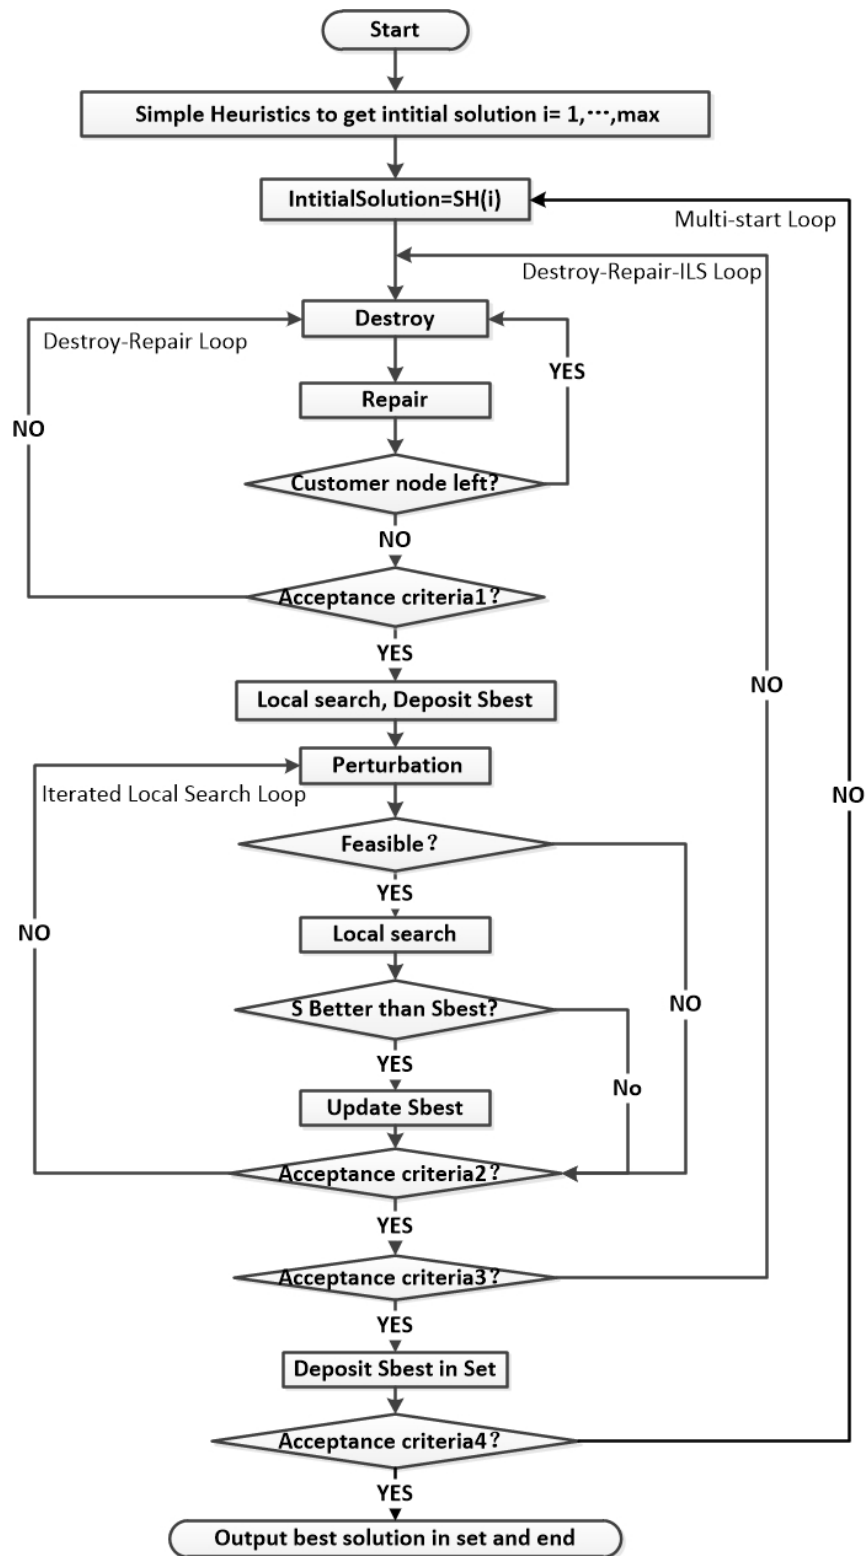 Start
Simple Heuristics to get intitial solution i= 1,⋯,max
IntitialSolution=SH(i)
Multi-start Loop
Destroy-Repair-ILS Loop
Destroy
Destroy-Repair Loop
YES
Repair
NO
Customer node left?
NO
Acceptance criteria1?
YES
Local search, Deposit Sbest
NO
Perturbation
Iterated Local Search Loop
NO
Feasible?
YES
Local search
NO
S Better than Sbest?
NO
YES
No
Update Sbest
Acceptance criteria2?
YES
Acceptance criteria3?
YES
Deposit Sbest in Set
Acceptance criteria4?
YES
Output best solution in set and end